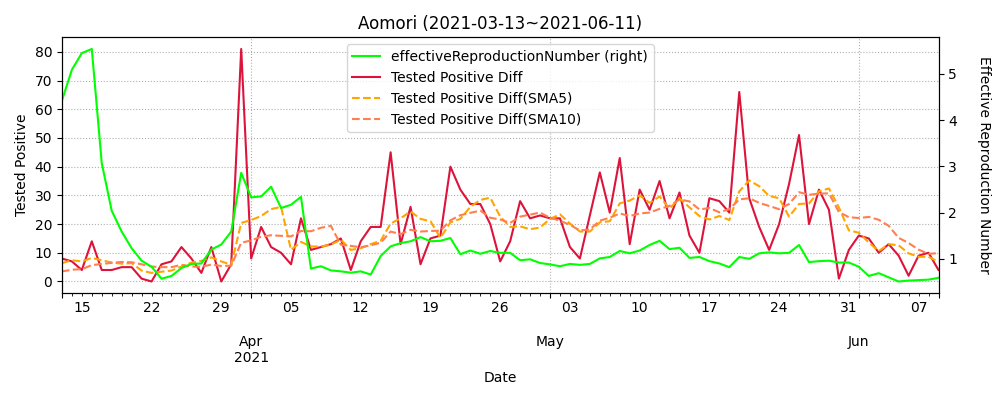 Aomori (2021-03-13~2021-06-11)
effectiveReproductionNumber (right)
Tested Positive Diff
Tested Positive Diff(SMA5)
Tested Positive Diff(SMA10)
Tested Positive
80
70
60
50
40
30
20
10
0
Effective Reproduction Number
5
4
3
2
1
15 22 29 05 12 19 26 03 10 17 24 31 07
Apr May Jun
2021
Date